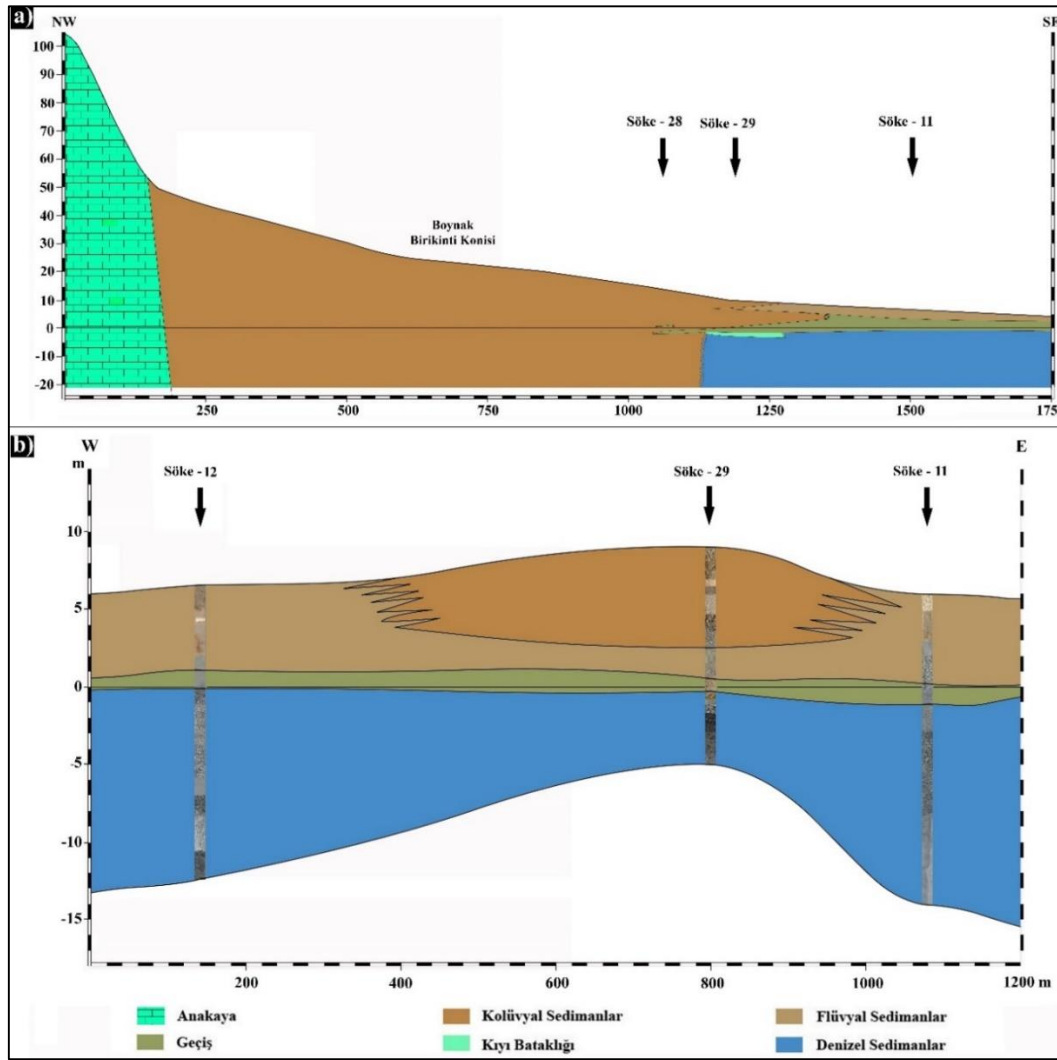 a)
NW
SE
100
90
80
70
60
50
40
30
20
10
0
-10
-20
Söke - 28
Söke - 29
Söke - 11
Boynak
Birikinti Konisi
250
500
750
1000
1250
1500
175
b)
W
E
m
Söke - 12
Söke - 29
Söke - 11
10
5
0
-5
-10
-15
200
400
600
800
1000
1200 m
Anakaya
Kolüvyal Sedimanlar
Flüvyal Sedimanlar
Geçiş
Kıyı Bataklığı
Denizel Sedimanlar